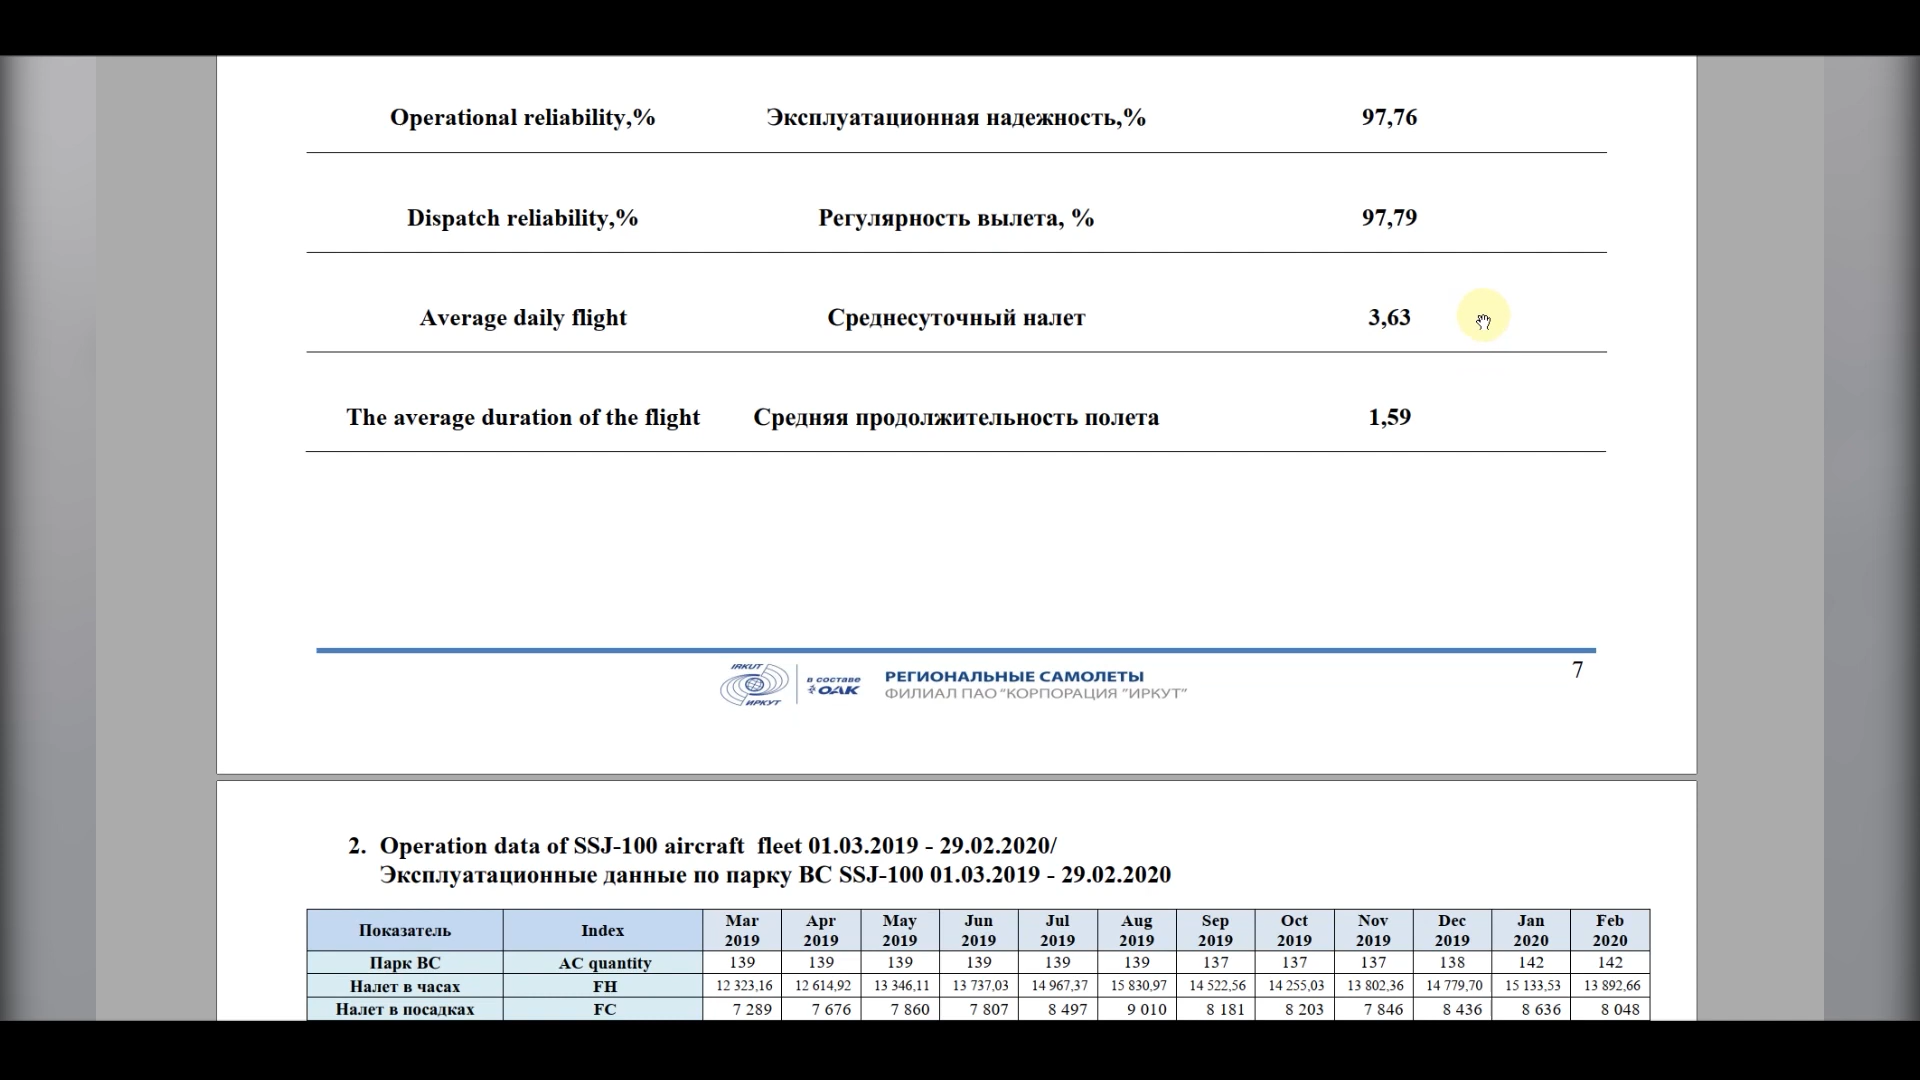 Operational reliability,% Эксплуатационная надежность,% 97,76
Dispatch reliability,% Регулярность вылета, % 97,79
Average daily flight Среднесуточный налет 3,63
The average duration of the flight Средняя продолжительность полета 1,59
IRKUT
ИРКУТ
в составе
ОАК
РЕГИОНАЛЬНЫЕ САМОЛЕТЫ
ФИЛИАЛ ПАО "КОРПОРАЦИЯ "ИРКУТ"
7
2. Operation data of SSJ-100 aircraft fleet 01.03.2019 - 29.02.2020/
Эксплуатационные данные по парку ВС SSJ-100 01.03.2019 - 29.02.2020
Показатель Index Mar 2019 Apr 2019 May 2019 Jun 2019 Jul 2019 Aug 2019 Sep 2019 Oct 2019 Nov 2019 Dec 2019 Jan 2020 Feb 2020
Парк ВС AC quantity 139 139 139 139 139 139 137 137 137 138 142 142
Налет в часах FH 12 323,16 12 614,92 13 346,11 13 737,03 14 967,37 15 830,97 14 522,56 14 255,03 13 802,36 14 779,70 15 133,53 13 892,66
Налет в посадках FC 7 289 7 676 7 860 7 807 8 497 9 010 8 181 8 203 7 846 8 436 8 636 8 048